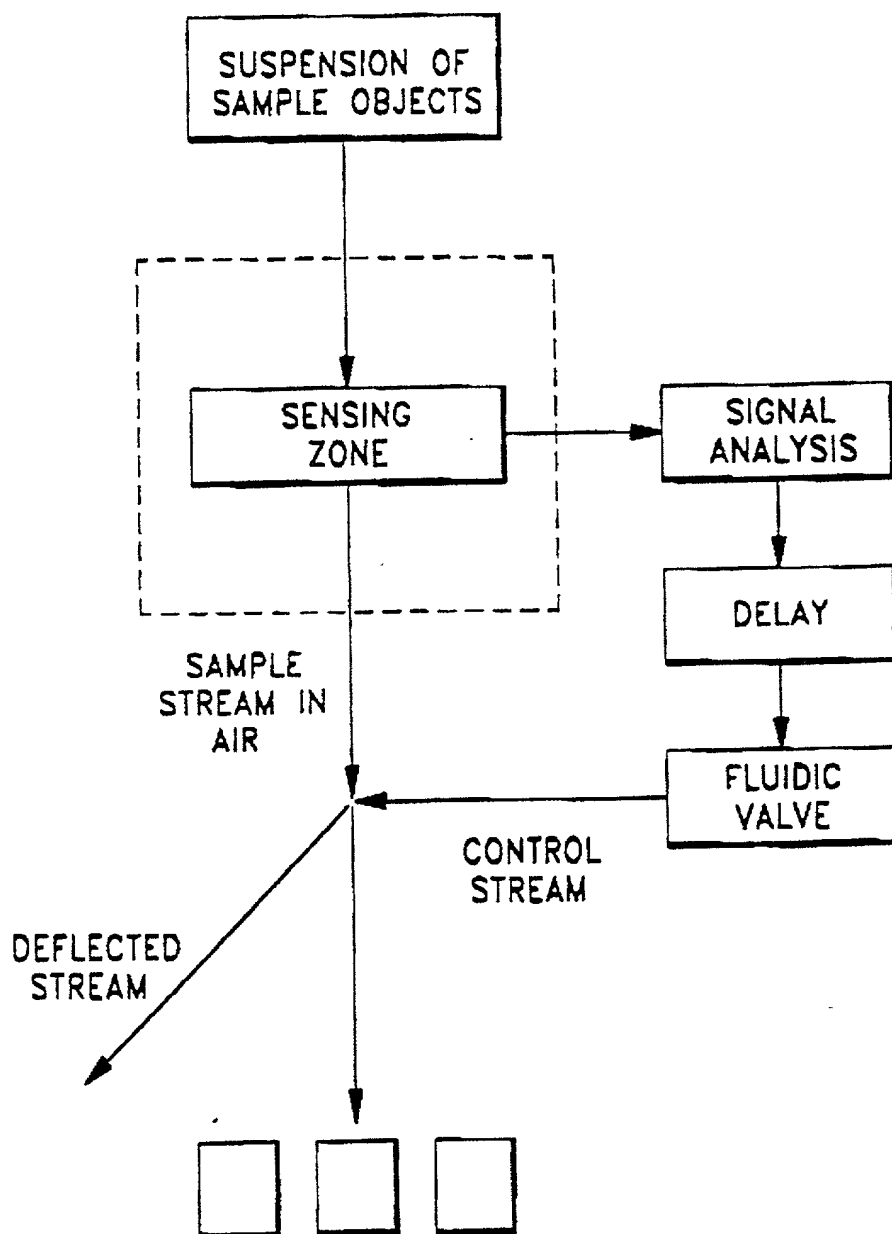 SUSPENSION OF
SAMPLE OBJECTS
SENSING
ZONE
SIGNAL
ANALYSIS
DELAY
SAMPLE
STREAM IN
AIR
FLUIDIC
VALVE
CONTROL
STREAM
DEFLECTED
STREAM